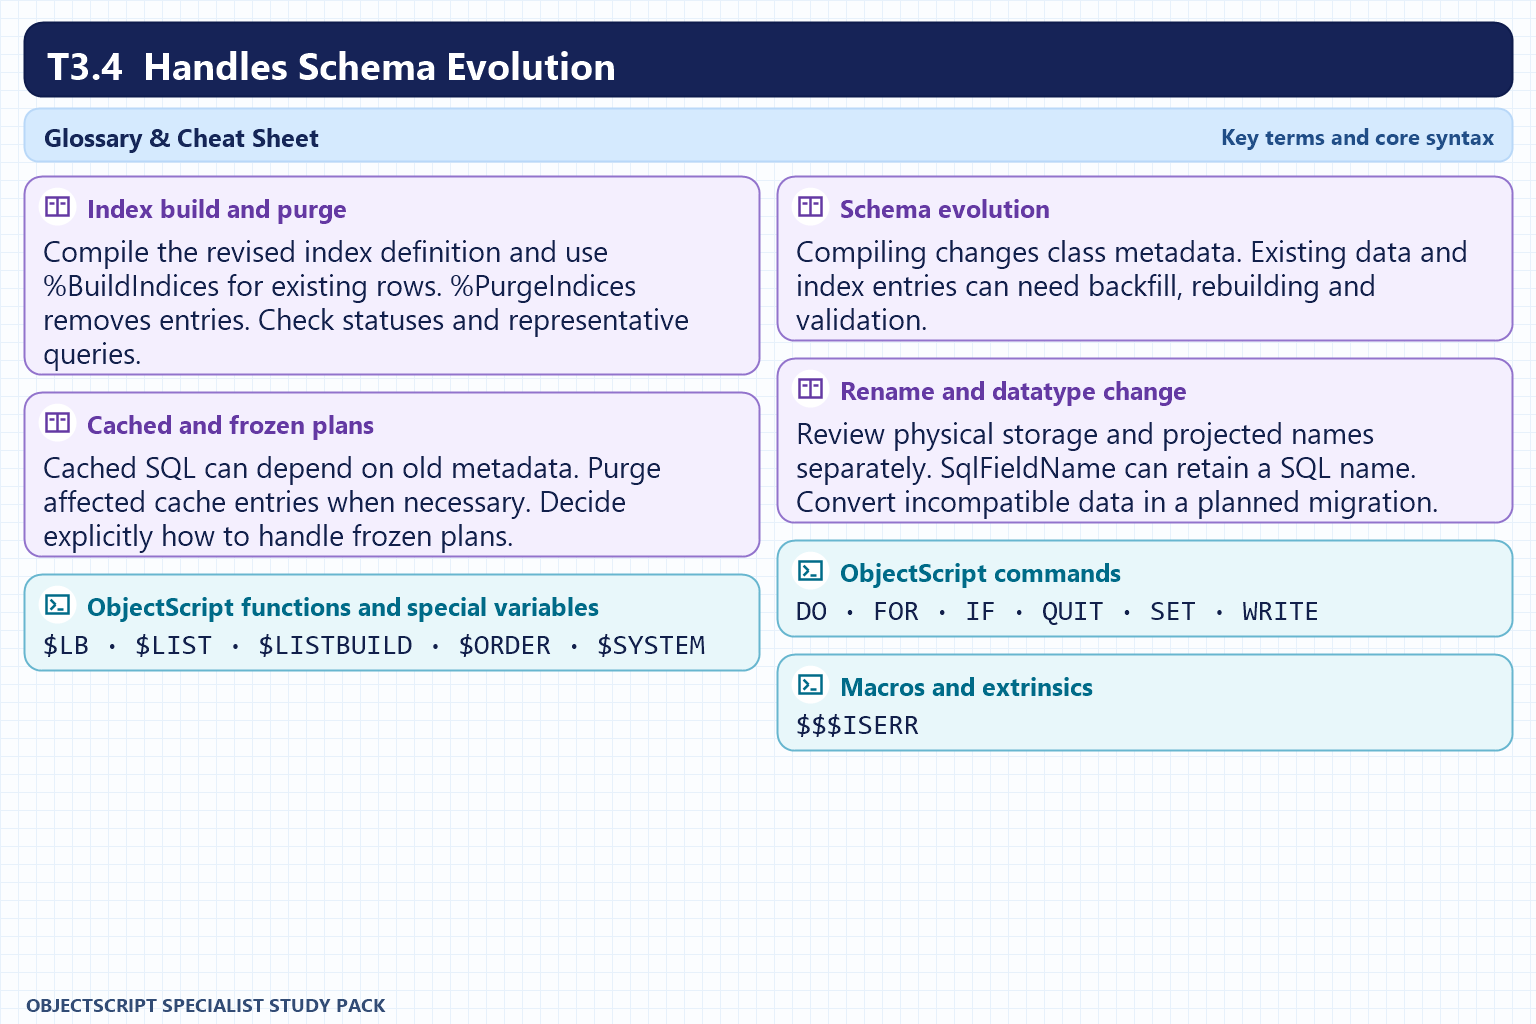 T3.4 Handles Schema Evolution
Glossary & Cheat Sheet
Key terms and core syntax
Index build and purge
Compile the revised index definition and use
%BuildIndices for existing rows. %PurgeIndices
removes entries. Check statuses and representative
queries.
Cached and frozen plans
Cached SQL can depend on old metadata. Purge
affected cache entries when necessary. Decide
explicitly how to handle frozen plans.
ObjectScript functions and special variables
$LB · $LIST · $LISTBUILD · $ORDER · $SYSTEM
Schema evolution
Compiling changes class metadata. Existing data and
index entries can need backfill, rebuilding and
validation.
Rename and datatype change
Review physical storage and projected names
separately. SqlFieldName can retain a SQL name.
Convert incompatible data in a planned migration.
ObjectScript commands
DO · FOR · IF · QUIT · SET · WRITE
Macros and extrinsics
$$$ISERR
OBJECTSCRIPT SPECIALIST STUDY PACK